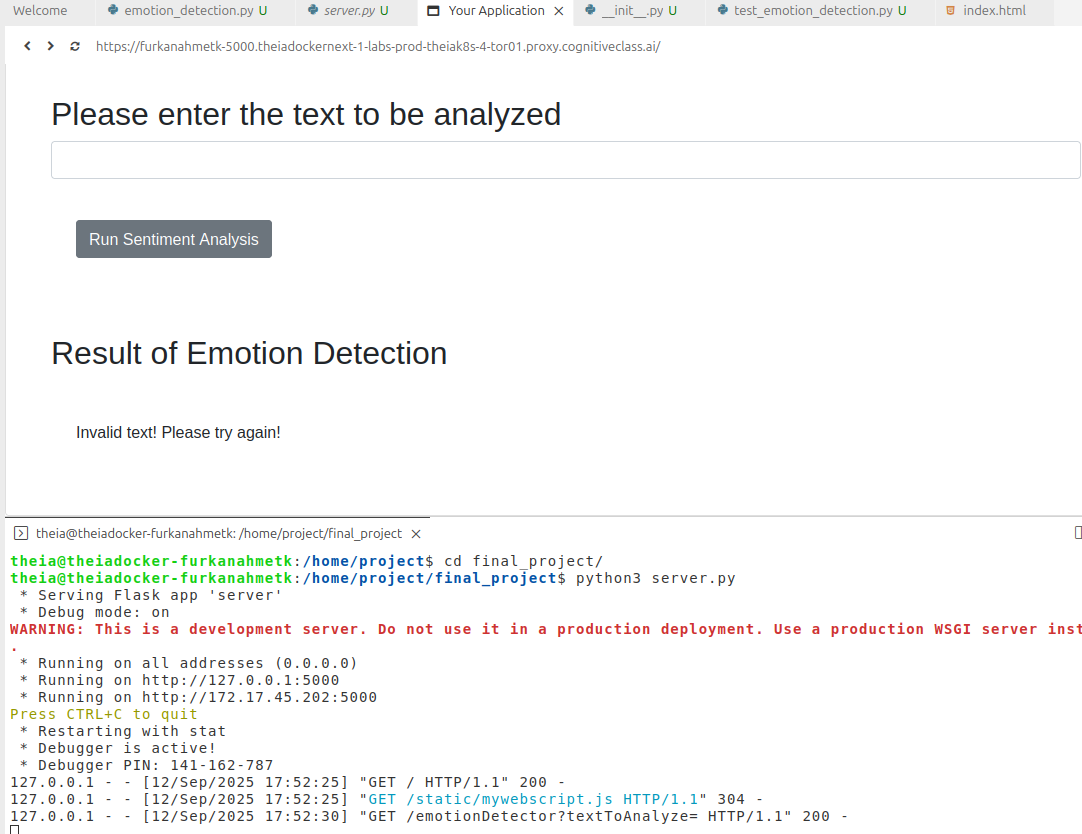 Welcome emotion_detection.py U server.py U Your Application __init__.py U test_emotion_detection.py U index.html
https://furkanahmetk-5000.theiadockernext-1-labs-prod-theiak8s-4-tor01.proxy.cognitiveclass.ai/
Please enter the text to be analyzed
Run Sentiment Analysis
Result of Emotion Detection
Invalid text! Please try again!
theia@theiadocker-furkanahmetk: /home/project/final_project
theia@theiadocker-furkanahmetk:/home/project$ cd final_project/
theia@theiadocker-furkanahmetk:/home/project/final_project$ python3 server.py
 * Serving Flask app 'server'
 * Debug mode: on
WARNING: This is a development server. Do not use it in a production deployment. Use a production WSGI server inst
.
 * Running on all addresses (0.0.0.0)
 * Running on http://127.0.0.1:5000
 * Running on http://172.17.45.202:5000
Press CTRL+C to quit
 * Restarting with stat
 * Debugger is active!
 * Debugger PIN: 141-162-787
127.0.0.1 - - [12/Sep/2025 17:52:25] "GET / HTTP/1.1" 200 -
127.0.0.1 - - [12/Sep/2025 17:52:25] "GET /static/mywebscript.js HTTP/1.1" 304 -
127.0.0.1 - - [12/Sep/2025 17:52:30] "GET /emotionDetector?textToAnalyze= HTTP/1.1" 200 -